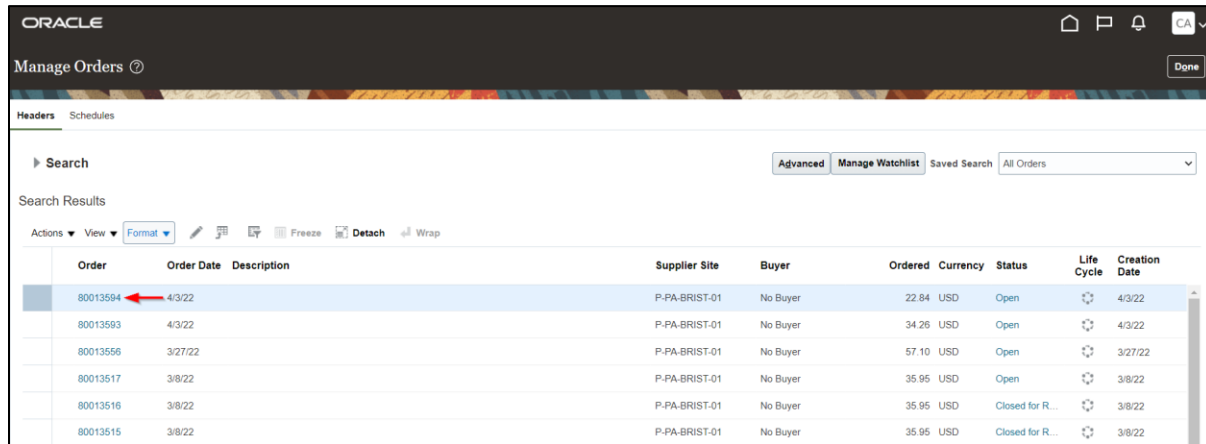 ORACLE
CA
Manage Orders
Done
Headers Schedules
Search
Advanced Manage Watchlist Saved Search All Orders
Search Results
Actions View Format Freeze Detach Wrap
Order Order Date Description Supplier Site Buyer Ordered Currency Status Life Cycle Creation Date
80013594 4/3/22 P-PA-BRIST-01 No Buyer 22.84 USD Open 4/3/22
80013593 4/3/22 P-PA-BRIST-01 No Buyer 34.26 USD Open 4/3/22
80013556 3/27/22 P-PA-BRIST-01 No Buyer 57.10 USD Open 3/27/22
80013517 3/8/22 P-PA-BRIST-01 No Buyer 35.95 USD Open 3/8/22
80013516 3/8/22 P-PA-BRIST-01 No Buyer 35.95 USD Closed for R... 3/8/22
80013515 3/8/22 P-PA-BRIST-01 No Buyer 35.95 USD Closed for R... 3/8/22